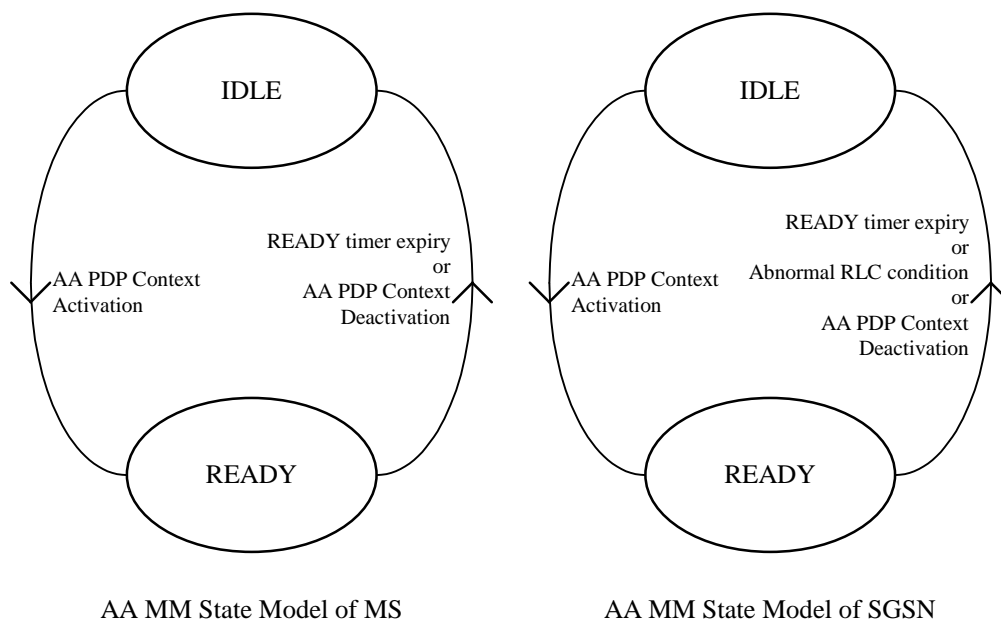 IDLE
READY timer expiry
or
AA PDP Context
Deactivation
AA PDP Context
Activation
READY
AA MM State Model of MS
IDLE
READY timer expiry
or
Abnormal RLC condition
or
AA PDP Context
Deactivation
AA PDP Context
Activation
READY
AA MM State Model of SGSN